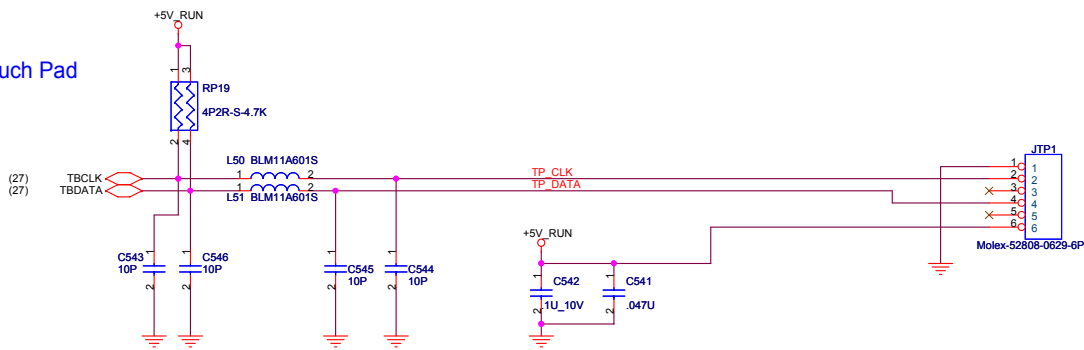 +5V_RUN
uch Pad
1
3
RP19
4P2R-S-4.7K
2
4
JTP1
L50 BLM11A601S
(27)
TBCLK
1
2
TP_CLK
(27)
TBDATA
1
2
TP_DATA
L51 BLM11A601S
1
1
2
2
3
3
4
4
5
5
6
6
Molex-52808-0629-6P
+5V_RUN
C543
10P
1
2
C546
10P
1
2
C545
10P
1
2
C544
10P
1
2
C542
.1U_10V
1
2
C541
.047U
1
2